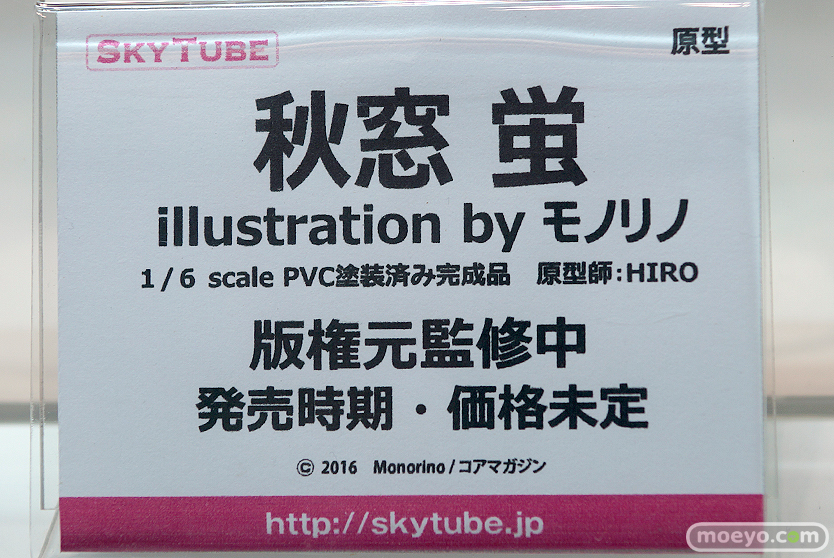 SKYTUBE
原型
秋窓 蛍
illustration by モノリノ
1/6 scale PVC塗装済み完成品 原型師:HIRO
版権元監修中
発売時期・価格未定
© 2016 Monorino/コアマガジン
http://skytube.jp
moeyo.com